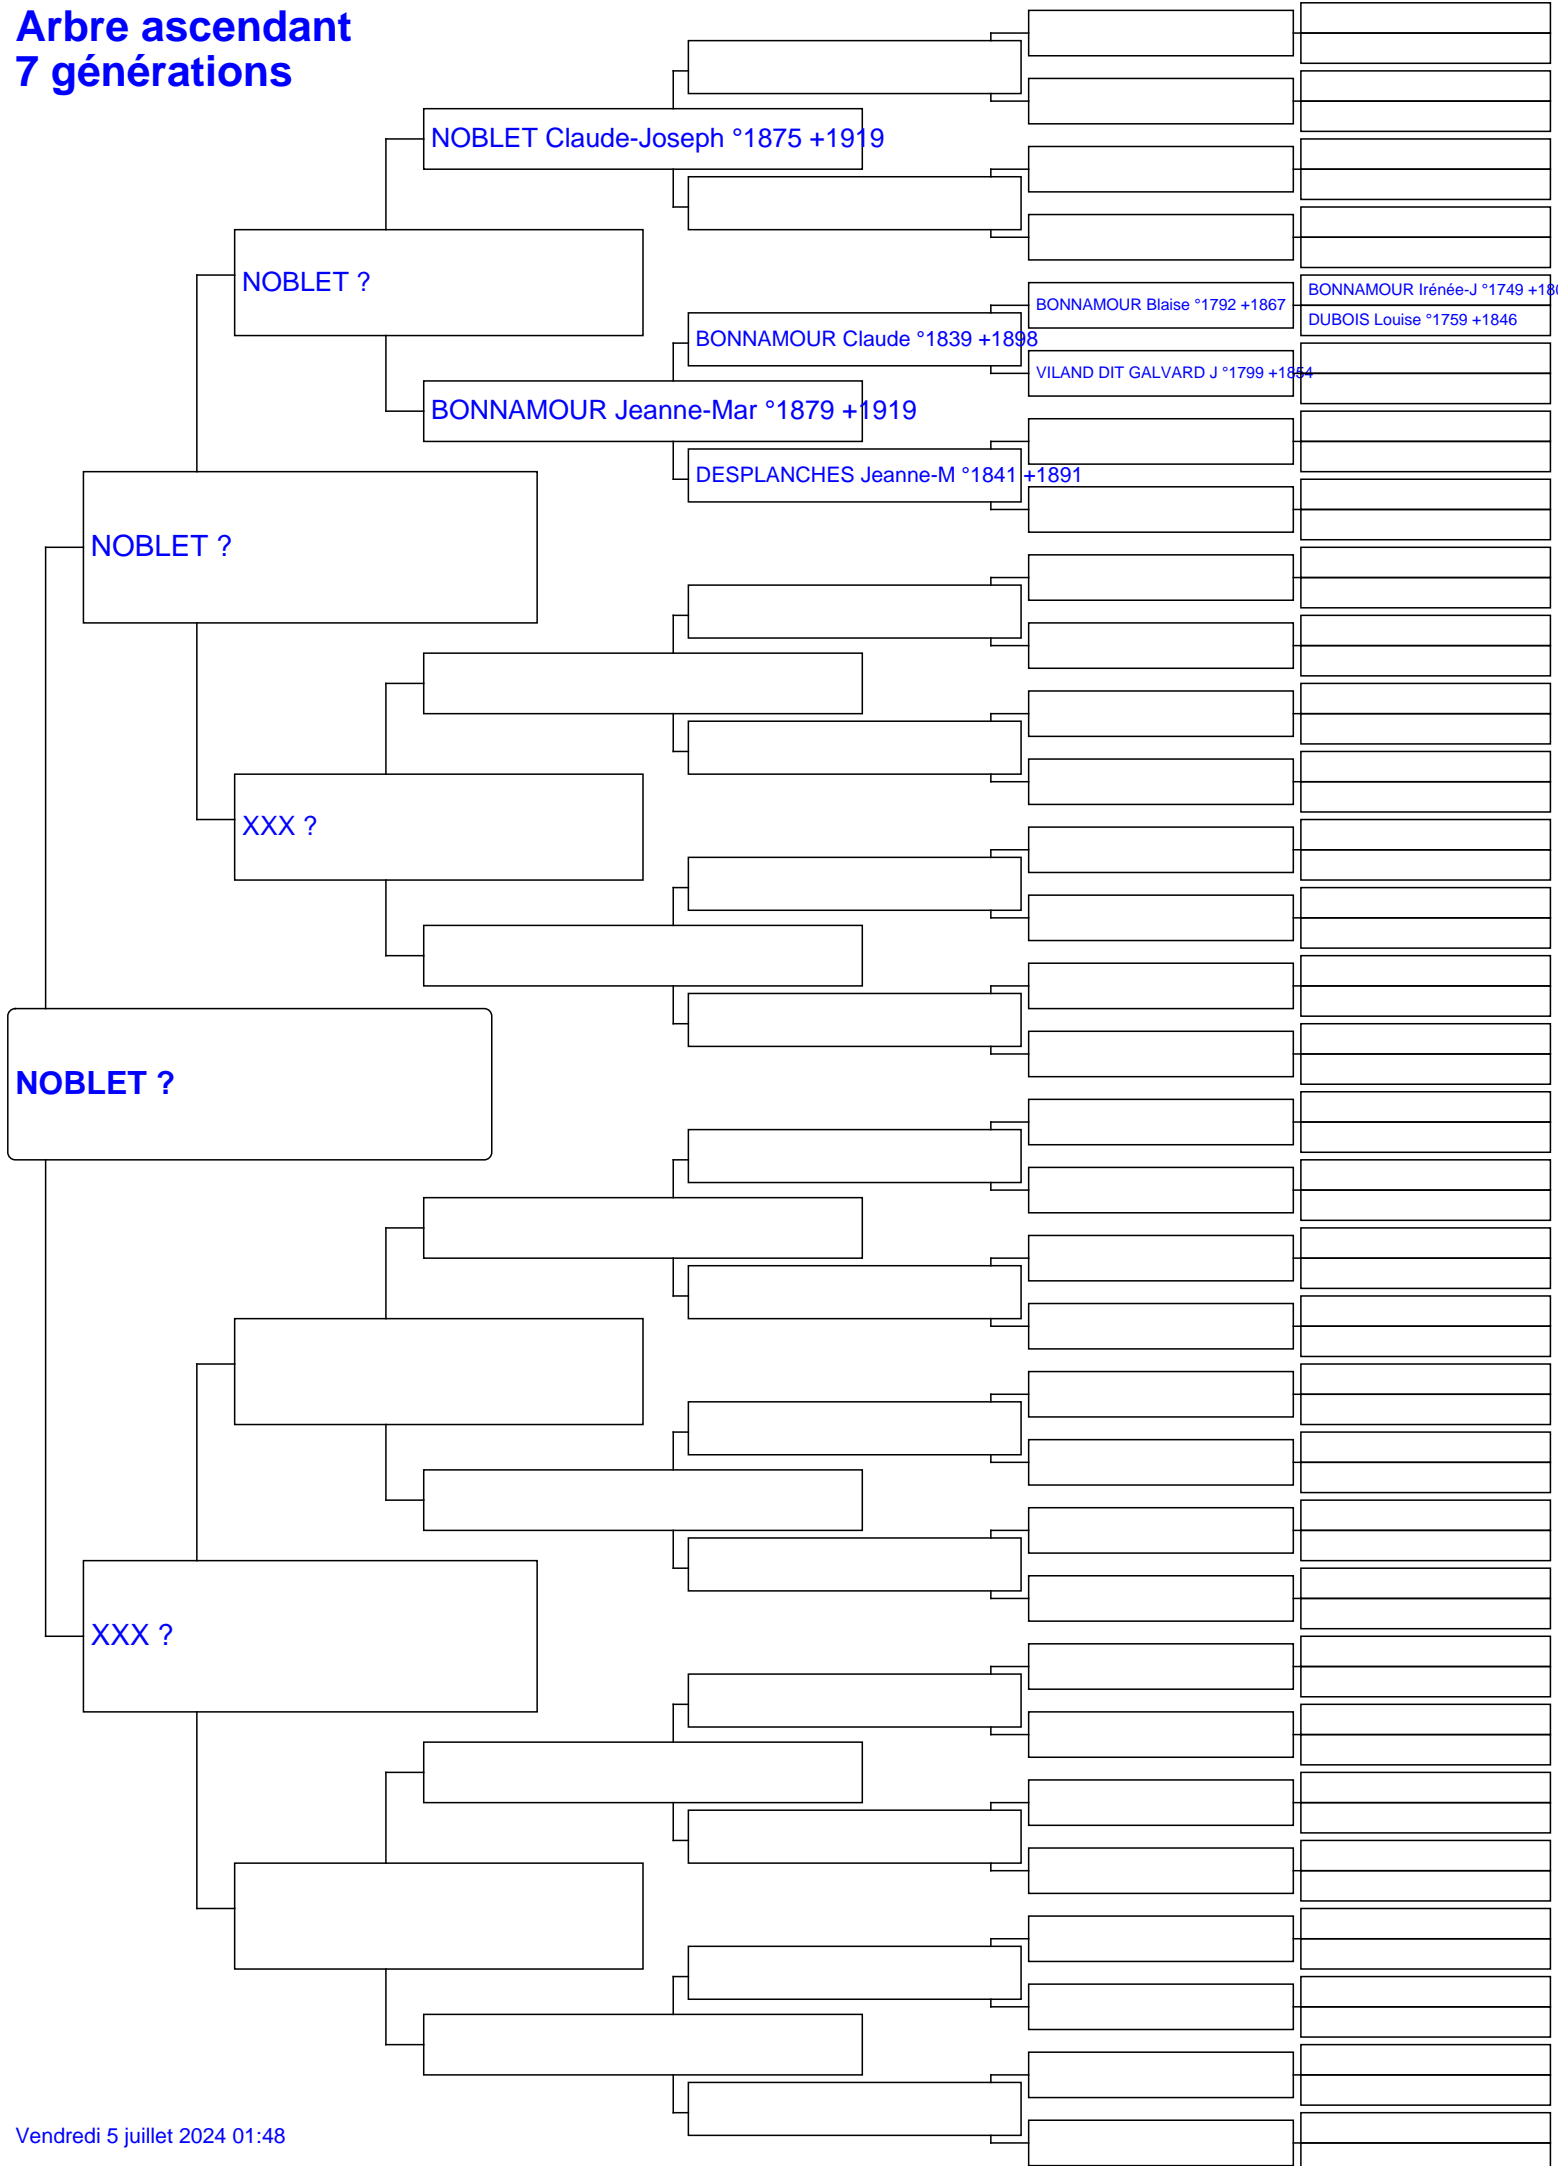 Arbre ascendant
7 générations
NOBLET Claude-Joseph °1875 +1919
NOBLET ?
BONNAMOUR Irénée-J °1749
BONNAMOUR Blaise °1792 +1867
DUBOIS Louise °1759 +1846
BONNAMOUR Claude °1839 +1898
VILAND DIT GALVARD J °1799 +1854
BONNAMOUR Jeanne-Mar °1879 +1919
DESPLANCHES Jeanne-M °1841 +1891
NOBLET ?
XXX ?
NOBLET ?
XXX ?
Vendredi 5 juillet 2024 01:48